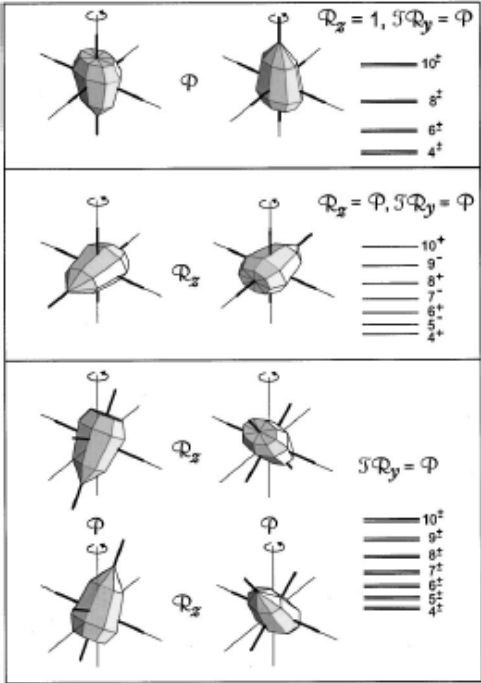 ℛz = 1, 𝒯ℛy = 𝒫
𝒫
10±
8±
6±
4±
ℛz = 𝒫, 𝒯ℛy = 𝒫
ℛz
10+
9-
8+
7-
6+
5-
4+
ℛz
𝒯ℛy = 𝒫
𝒫 𝒫
ℛz
10±
9±
8±
7±
6±
5±
4±